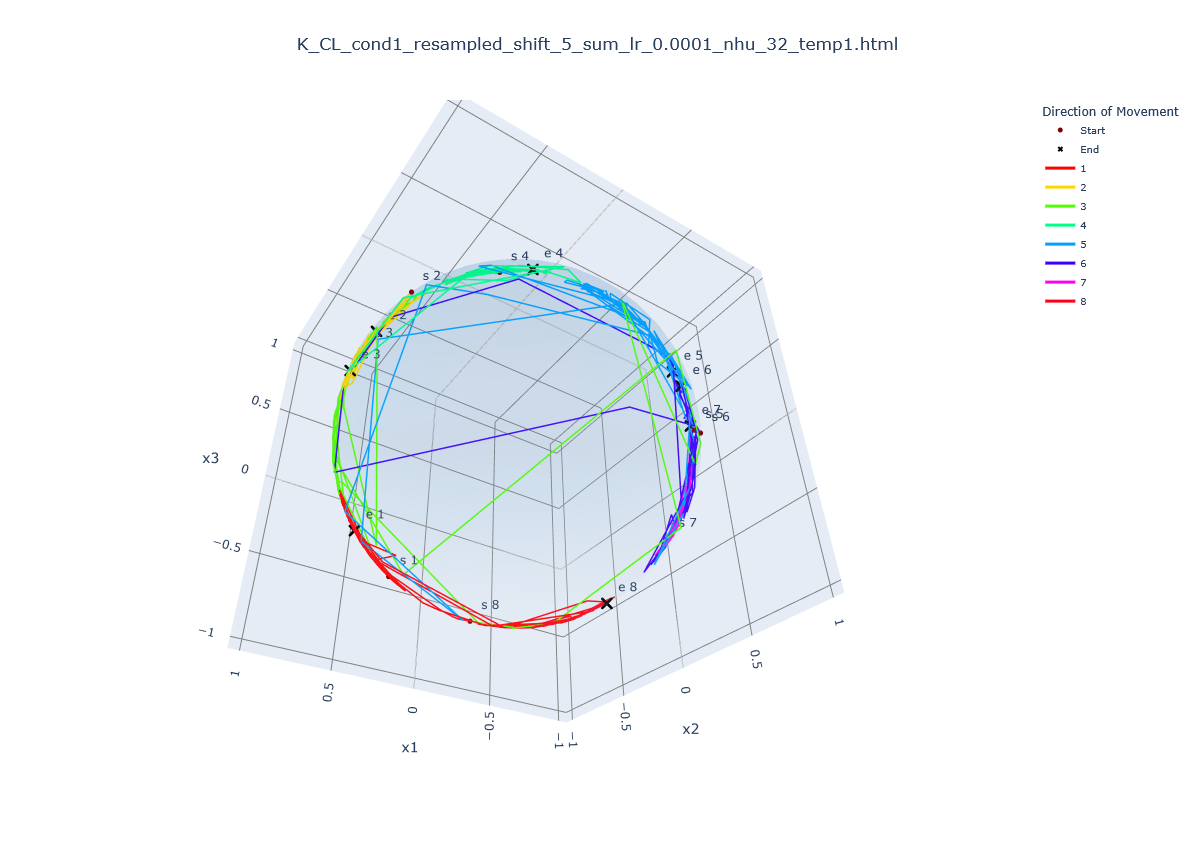 K_CL_cond1_resampled_shift_5_sum_lr_0.0001_nhu_32_temp1.html
Direction of Movement
Start
End
1
2
3
4
5
6
7
8
s 4
e 4
s 2
e 3
e 5
e 6
e 7
s 6
e 1
s 1
s 7
s 8
e 8
1
0.5
0
−0.5
−1
x3
1
0.5
0
−0.5
−1
x1
−1
−0.5
0
0.5
1
x2